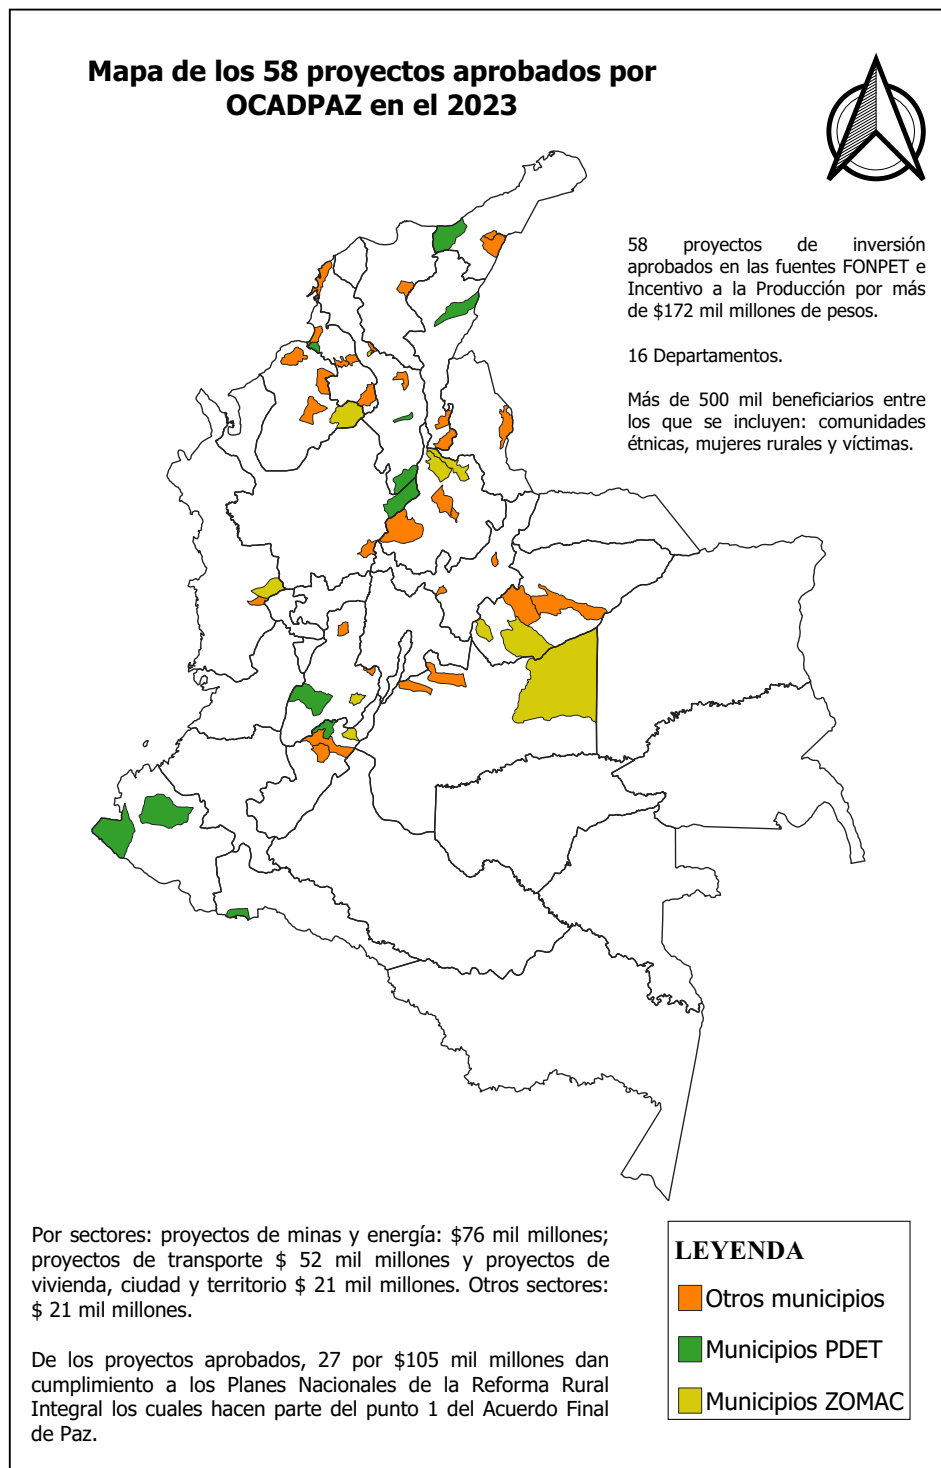 Mapa de los 58 proyectos aprobados por
OCADPAZ en el 2023
58 proyectos de inversión
aprobados en las fuentes FONPET e
Incentivo a la Producción por más
de $172 mil millones de pesos.
16 Departamentos.
Más de 500 mil beneficiarios entre
los que se incluyen: comunidades
étnicas, mujeres rurales y víctimas.
Por sectores: proyectos de minas y energía: $76 mil millones;
proyectos de transporte $ 52 mil millones y proyectos de
vivienda, ciudad y territorio $ 21 mil millones. Otros sectores:
$ 21 mil millones.
De los proyectos aprobados, 27 por $105 mil millones dan
cumplimiento a los Planes Nacionales de la Reforma Rural
Integral los cuales hacen parte del punto 1 del Acuerdo Final
de Paz.
LEYENDA
Otros municipios
Municipios PDET
Municipios ZOMAC